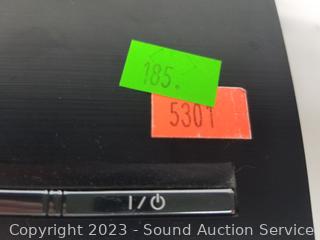 185.
5301
I/⏻
Copyright 2023 - Sound Auction Service